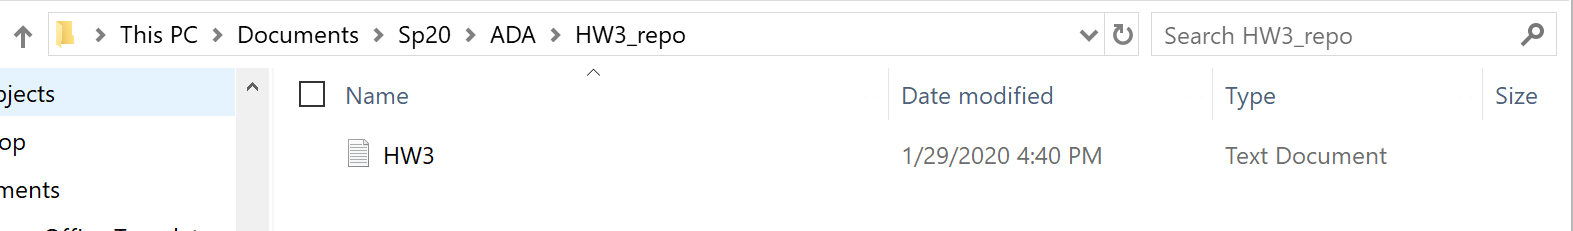 This PC > Documents > Sp20 > ADA > HW3_repo
Search HW3_repo
bjects
Name
Date modified
Type
Size
op
HW3
1/29/2020 4:40 PM
Text Document
ments